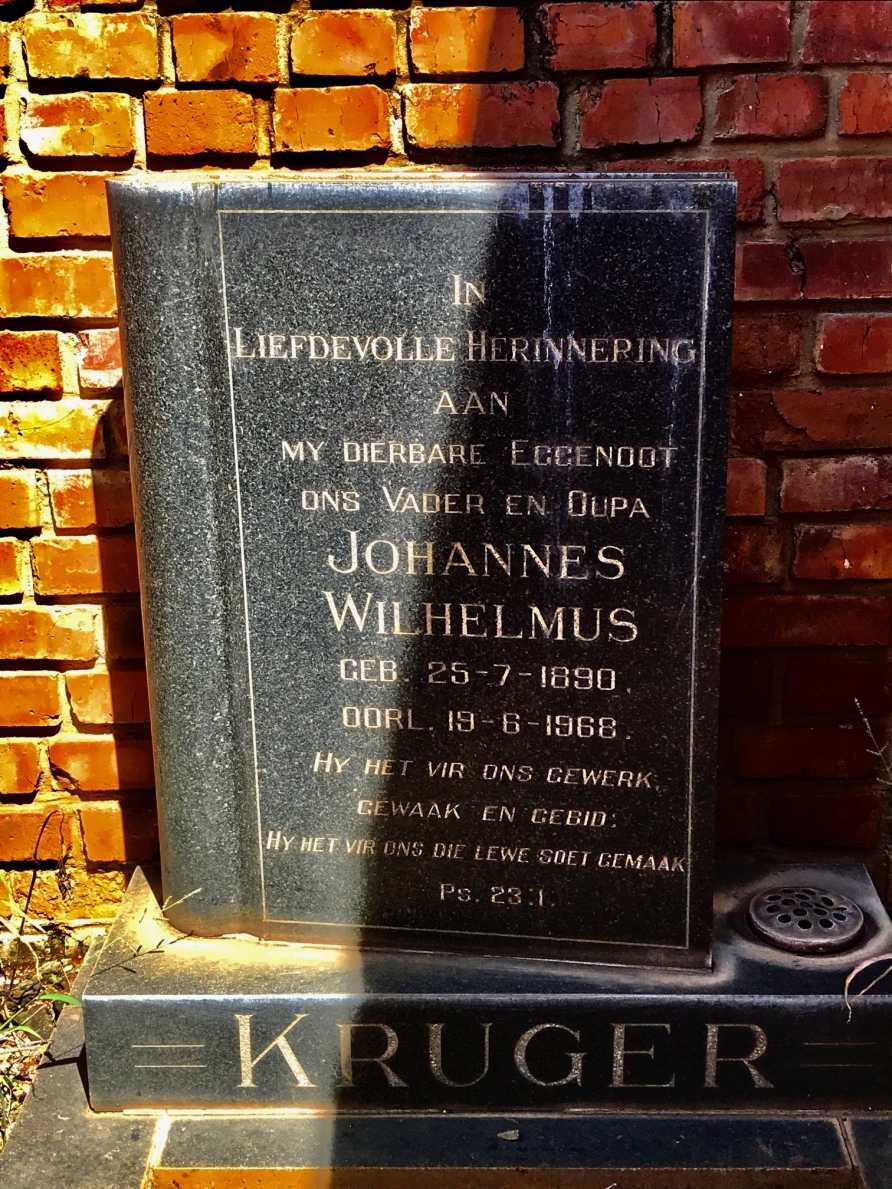 In
Liefdevolle Herinnering
aan
my dierbare Eggenoot
ons Vader en Oupa
Johannes
Wilhelmus
Geb. 25-7-1890.
Oorl. 19-6-1968.
Hy het vir ons gewerk,
gewaak en gebid:
Hy het vir ons die lewe soet gemaak
Ps. 23:1.
= Kruger =